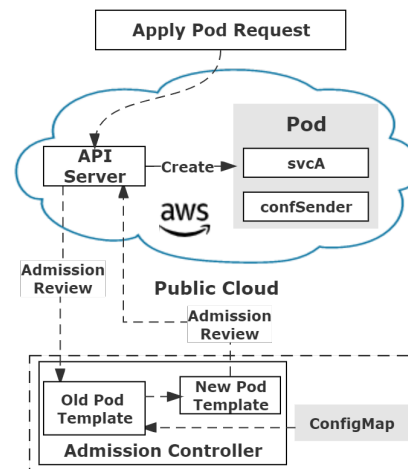 Apply Pod Request
API
Server
Create
Pod
svcA
confSender
aws
Admission
Review
Public Cloud
Admission
Review
Old Pod
Template
New Pod
Template
ConfigMap
Admission Controller